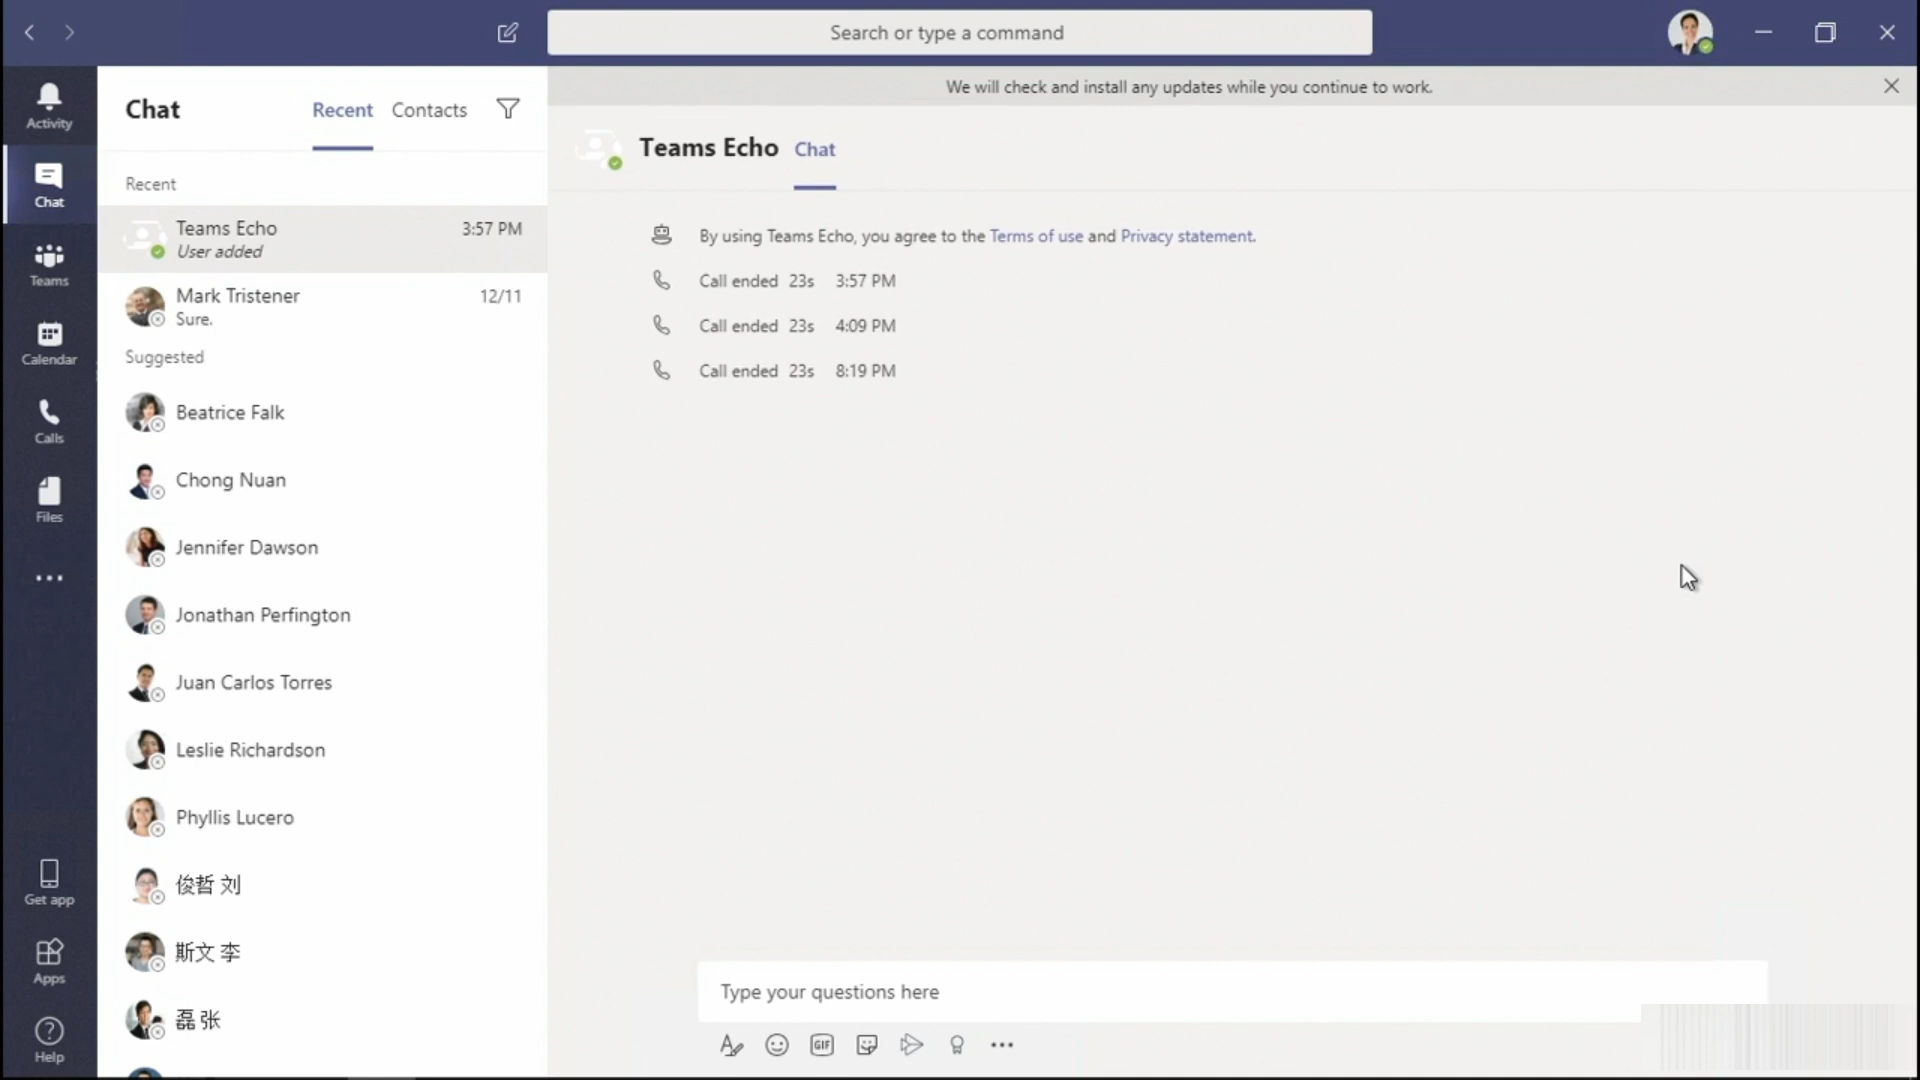 Search or type a command
Activity
Chat
Teams
Calendar
Calls
Files
Get app
Apps
Help
Chat Recent Contacts
Recent
Teams Echo 3:57 PM
User added
Mark Tristener 12/11
Sure.
Suggested
Beatrice Falk
Chong Nuan
Jennifer Dawson
Jonathan Perfington
Juan Carlos Torres
Leslie Richardson
Phyllis Lucero
俊哲 刘
斯文 李
磊 张
We will check and install any updates while you continue to work.
Teams Echo Chat
By using Teams Echo, you agree to the Terms of use and Privacy statement.
Call ended 23s 3:57 PM
Call ended 23s 4:09 PM
Call ended 23s 8:19 PM
Type your questions here
GIF